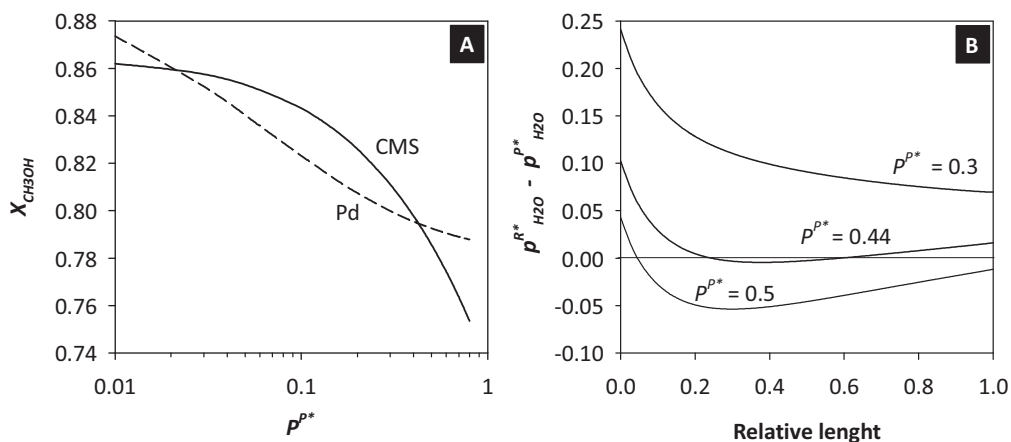 0.88
0.86
0.84
0.82
0.80
0.78
0.76
0.74
X_CH3OH
A
CMS
Pd
0.01
0.1
1
P^P*
0.25
0.20
0.15
0.10
0.05
0.00
-0.05
-0.10
p^R*_H2O - p^P*_H2O
B
P^P* = 0.3
P^P* = 0.44
P^P* = 0.5
0.0
0.2
0.4
0.6
0.8
1.0
Relative lenght